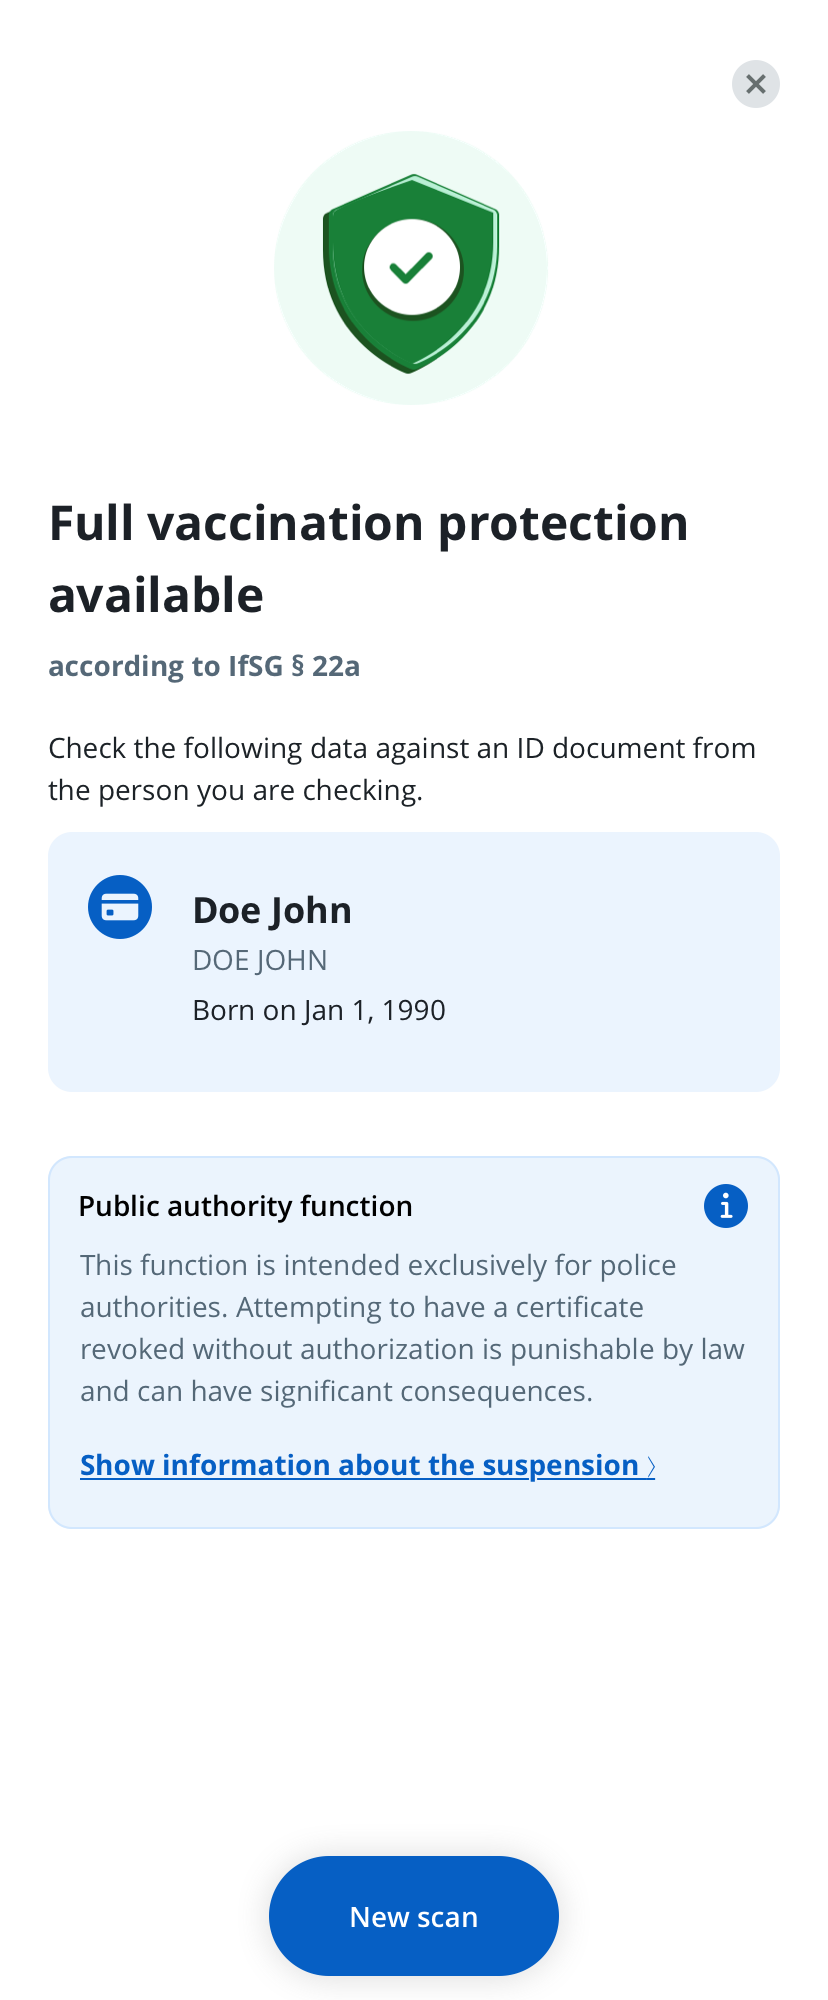 Full vaccination protection
available
according to IfSG § 22a
Check the following data against an ID document from
the person you are checking.
Doe John
DOE JOHN
Born on Jan 1, 1990
Public authority function
This function is intended exclusively for police
authorities. Attempting to have a certificate
revoked without authorization is punishable by law
and can have significant consequences.
Show information about the suspension 〉
New scan